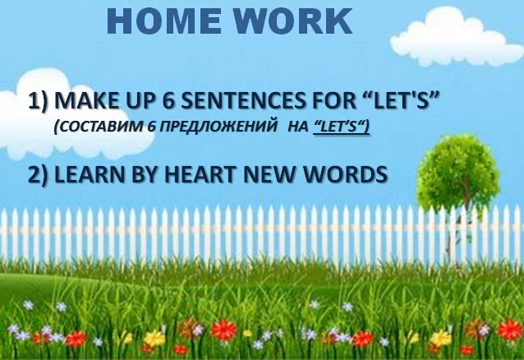 HOME WORK
1) MAKE UP 6 SENTENCES FOR “LET'S”
(СОСТАВИМ 6 ПРЕДЛОЖЕНИЙ НА “LET’S“)
2) LEARN BY HEART NEW WORDS